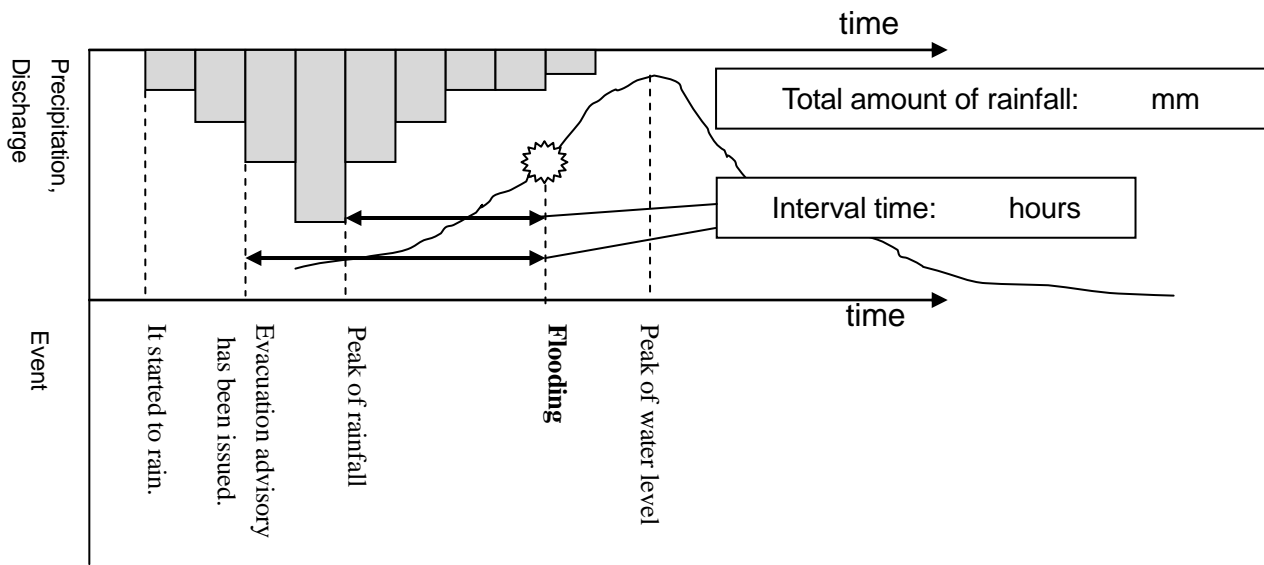 time
Precipitation,
Discharge
Total amount of rainfall: mm
Interval time: hours
time
Event
It started to rain.
Evacuation advisory
has been issued.
Peak of rainfall
Flooding
Peak of water level